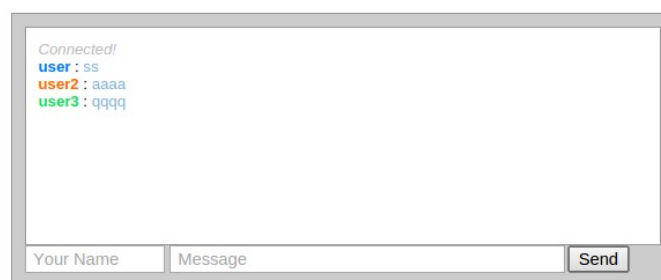 Connected!
user : ss
user2 : aaaa
user3 : qqqq
Your Name Message Send